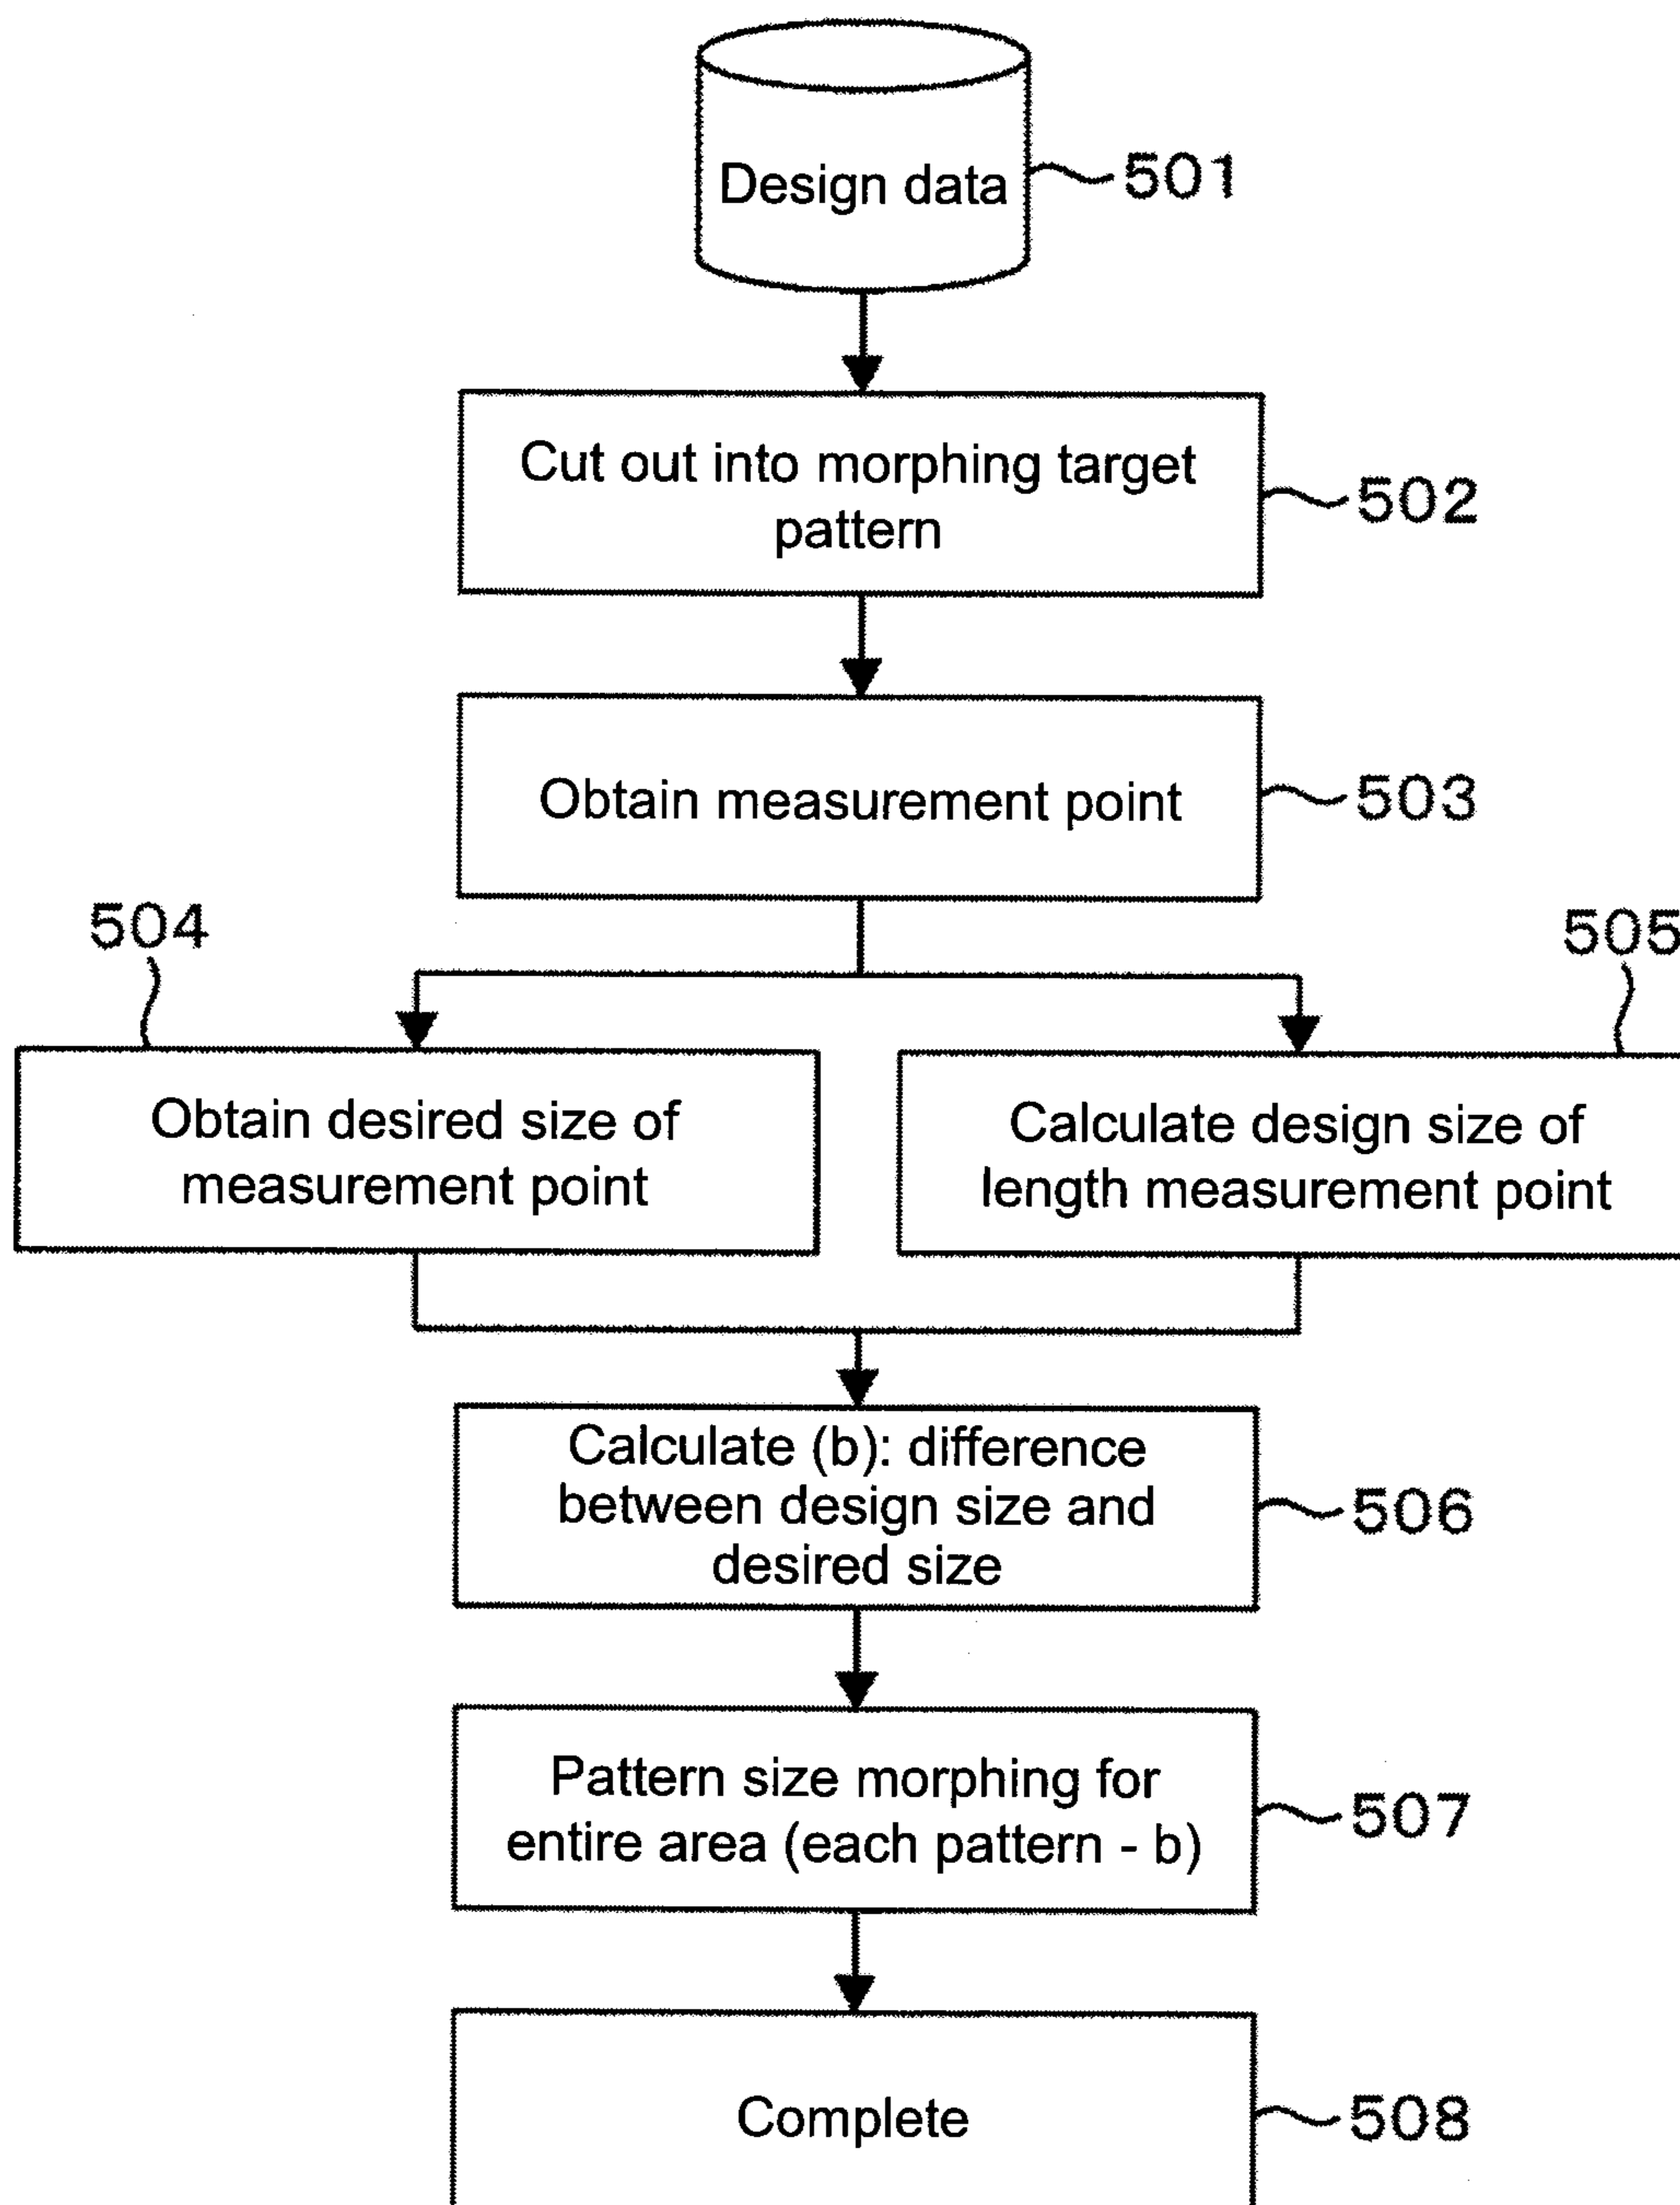 Design data
501
Cut out into morphing target
pattern
502
Obtain measurement point
503
504
505
Obtain desired size of
measurement point
Calculate design size of
length measurement point
Calculate (b): difference
between design size and
desired size
506
Pattern size morphing for
entire area (each pattern - b)
507
Complete
508